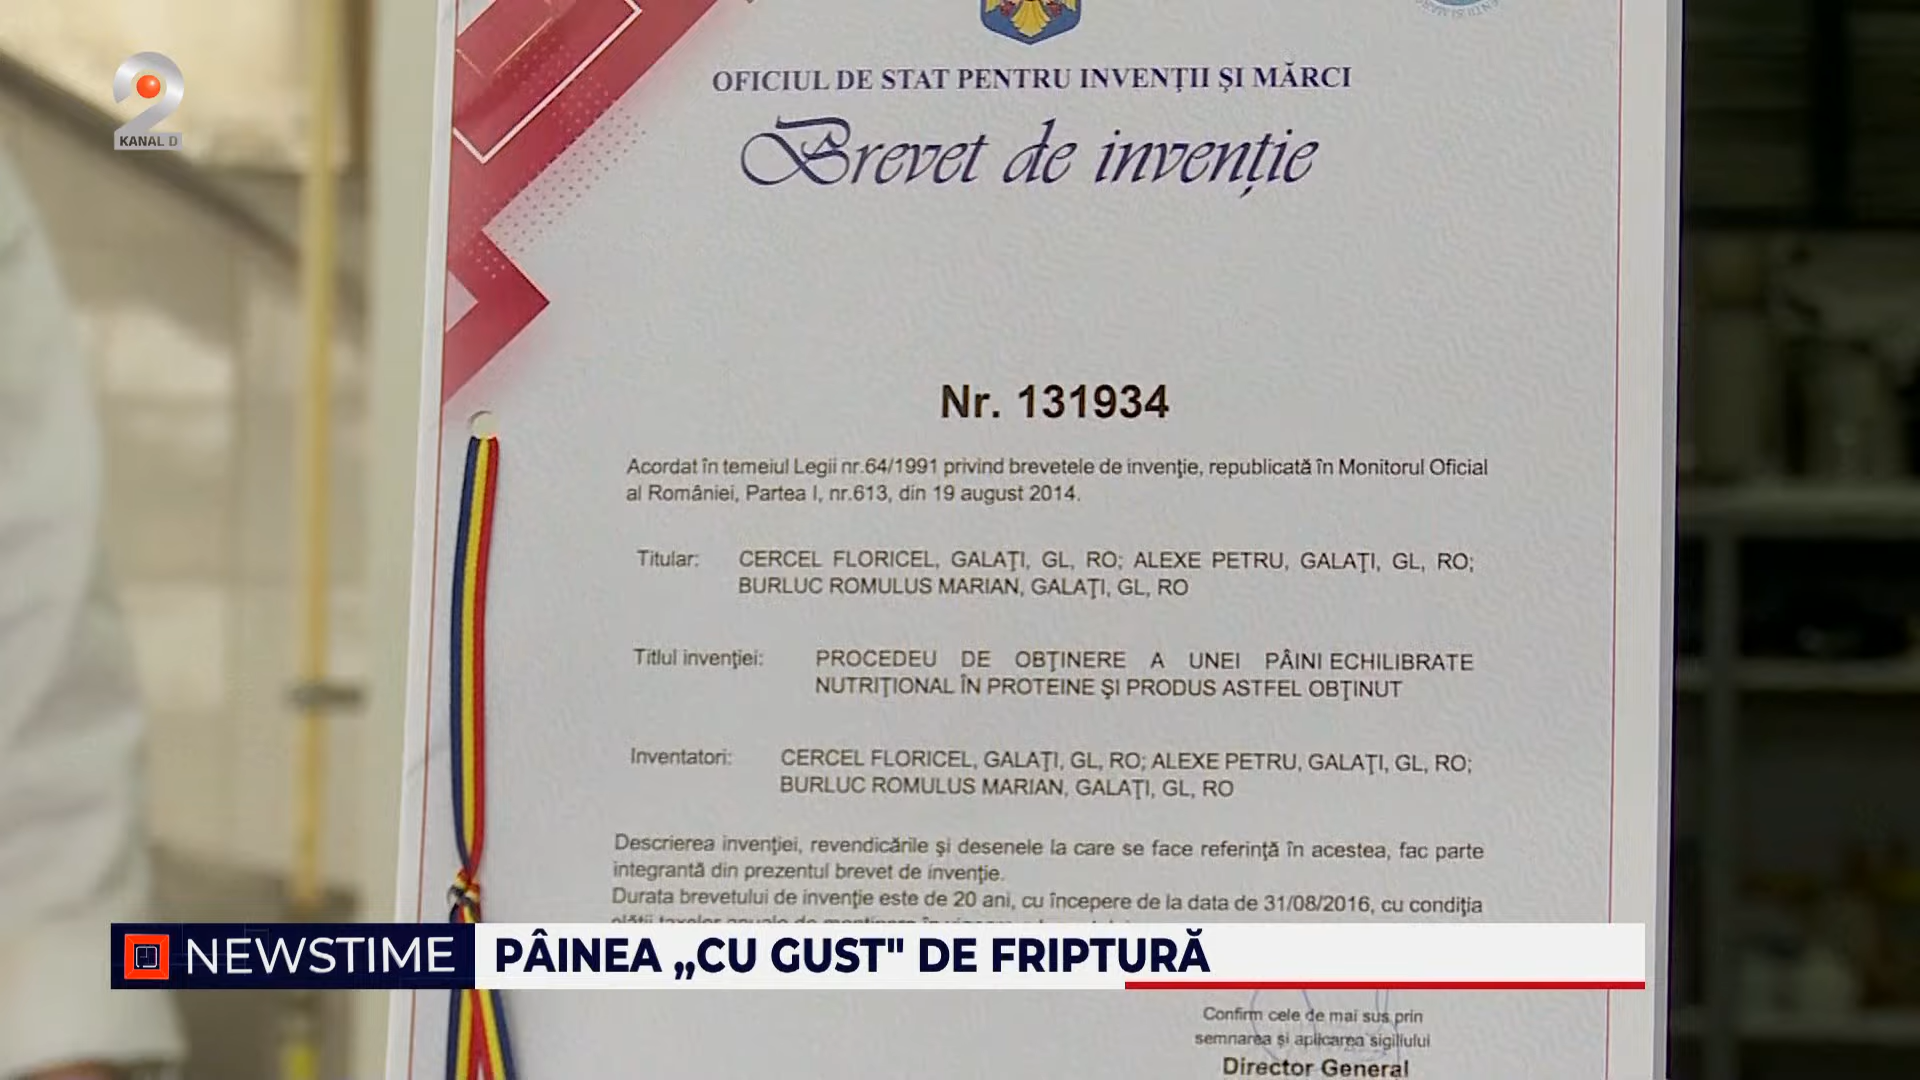 2
KANAL D
OFICIUL DE STAT PENTRU INVENŢII ŞI MĂRCI
Brevet de invenţie
Nr. 131934
Acordat în temeiul Legii nr.64/1991 privind brevetele de invenţie, republicată în Monitorul Oficial
al României, Partea I, nr.613, din 19 august 2014.
Titular: CERCEL FLORICEL, GALAŢI, GL, RO; ALEXE PETRU, GALAŢI, GL, RO;
BURLUC ROMULUS MARIAN, GALAŢI, GL, RO
Titlul invenţiei: PROCEDEU DE OBŢINERE A UNEI PÂINI ECHILIBRATE
NUTRIŢIONAL ÎN PROTEINE ŞI PRODUS ASTFEL OBŢINUT
Inventatori: CERCEL FLORICEL, GALAŢI, GL, RO; ALEXE PETRU, GALAŢI, GL, RO;
BURLUC ROMULUS MARIAN, GALAŢI, GL, RO
Descrierea invenţiei, revendicările şi desenele la care se face referinţă în acestea, fac parte
integrantă din prezentul brevet de invenţie.
Durata brevetului de invenţie este de 20 ani, cu începere de la data de 31/08/2016, cu condiţia
NEWSTIME PÂINEA „CU GUST" DE FRIPTURĂ
Confirm cele de mai sus prin
semnarea şi aplicarea sigiliului
Director General